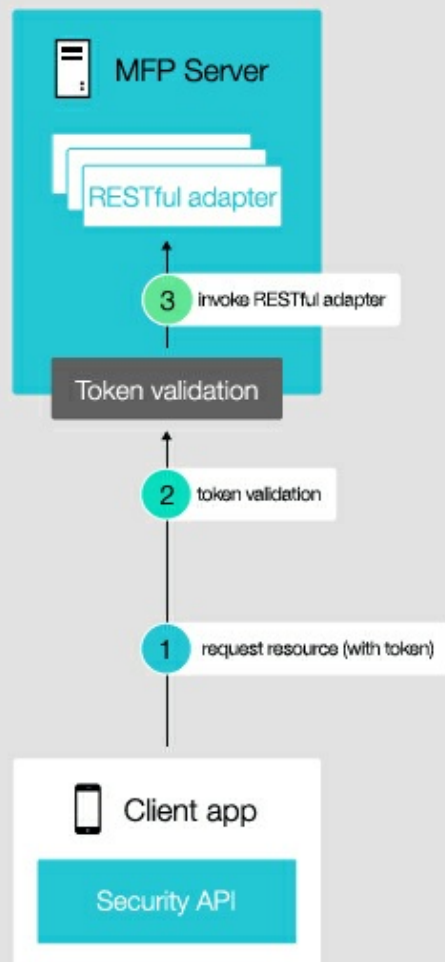 MFP Server
RESTful adapter
3 invoke RESTful adapter
Token validation
2 token validation
1 request resource (with token)
Client app
Security API